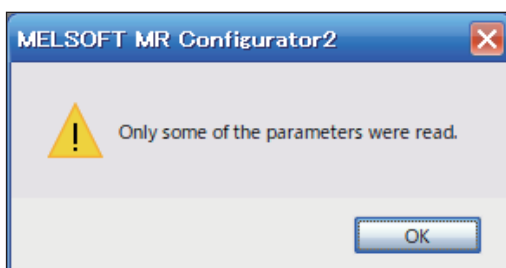 MELSOFT MR Configurator2
Only some of the parameters were read.
OK